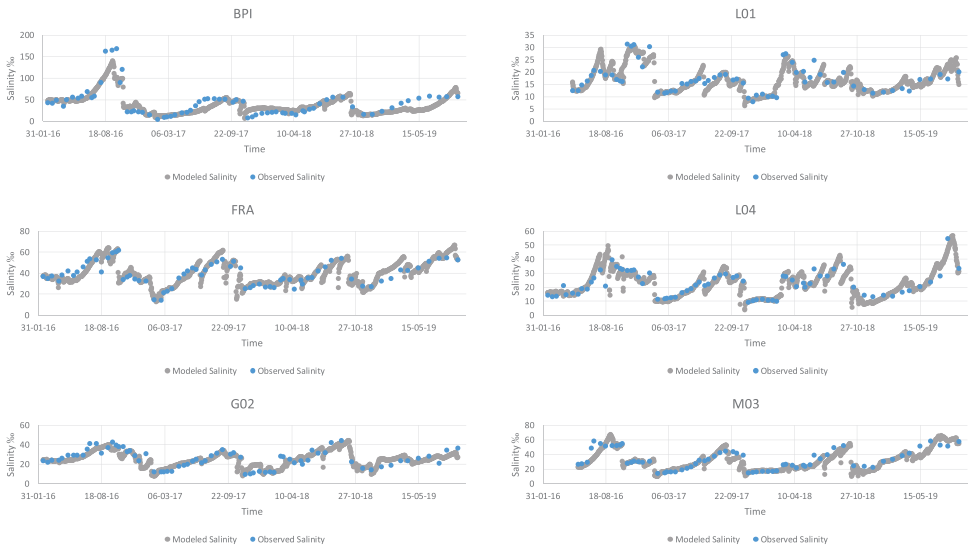 BPI
200
150
100
50
0
Salinity ‰
31-01-16 18-08-16 06-03-17 22-09-17 10-04-18 27-10-18 15-05-19
Time
Modeled Salinity Observed Salinity
L01
35
30
25
20
15
10
5
0
Salinity ‰
31-01-16 18-08-16 06-03-17 22-09-17 10-04-18 27-10-18 15-05-19
Time
Modeled Salinity Observed Salinity
FRA
80
60
40
20
0
Salinity ‰
31-01-16 18-08-16 06-03-17 22-09-17 10-04-18 27-10-18 15-05-19
Time
Modeled Salinity Observed Salinity
L04
60
50
40
30
20
10
0
Salinity ‰
31-01-16 18-08-16 06-03-17 22-09-17 10-04-18 27-10-18 15-05-19
Time
Modeled Salinity Observed Salinity
G02
60
40
20
0
Salinity ‰
31-01-16 18-08-16 06-03-17 22-09-17 10-04-18 27-10-18 15-05-19
Time
Modeled Salinity Observed Salinity
M03
80
60
40
20
0
Salinity ‰
31-01-16 18-08-16 06-03-17 22-09-17 10-04-18 27-10-18 15-05-19
Time
Modeled Salinity Observed Salinity